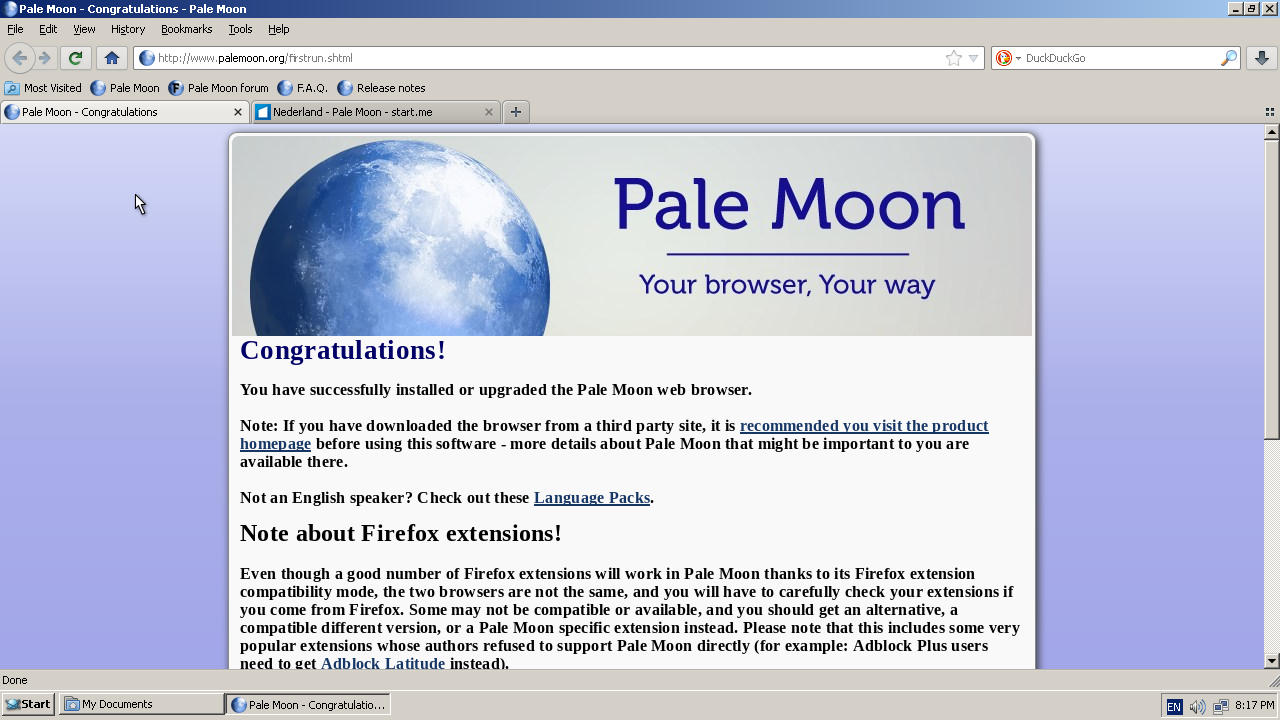 Pale Moon - Congratulations - Pale Moon
File Edit View History Bookmarks Tools Help
http://www.palemoon.org/firstrun.shtml
DuckDuckGo
Most Visited Pale Moon Pale Moon forum F.A.Q. Release notes
Pale Moon - Congratulations
Nederland - Pale Moon - start.me
Pale Moon
Your browser, Your way
Congratulations!
You have successfully installed or upgraded the Pale Moon web browser.
Note: If you have downloaded the browser from a third party site, it is recommended you visit the product
homepage before using this software - more details about Pale Moon that might be important to you are
available there.
Not an English speaker? Check out these Language Packs.
Note about Firefox extensions!
Even though a good number of Firefox extensions will work in Pale Moon thanks to its Firefox extension
compatibility mode, the two browsers are not the same, and you will have to carefully check your extensions if
you come from Firefox. Some may not be compatible or available, and you should get an alternative, a
compatible different version, or a Pale Moon specific extension instead. Please note that this includes some very
popular extensions whose authors refused to support Pale Moon directly (for example: Adblock Plus users
need to get Adblock Latitude instead).
Done
Start My Documents Pale Moon - Congratulatio... EN 8:17 PM